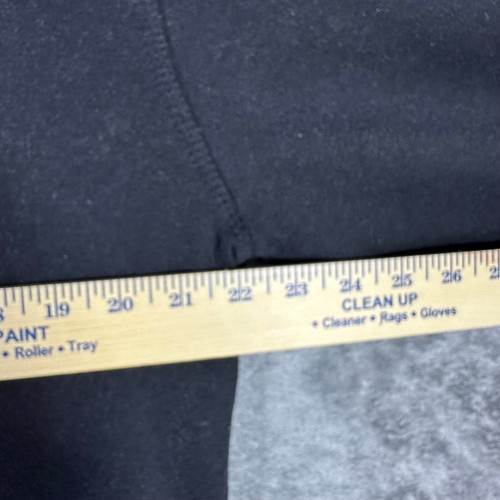 19 20 21 22 23 24 25 26
PAINT
• Roller • Tray
CLEAN UP
• Cleaner • Rags • Gloves